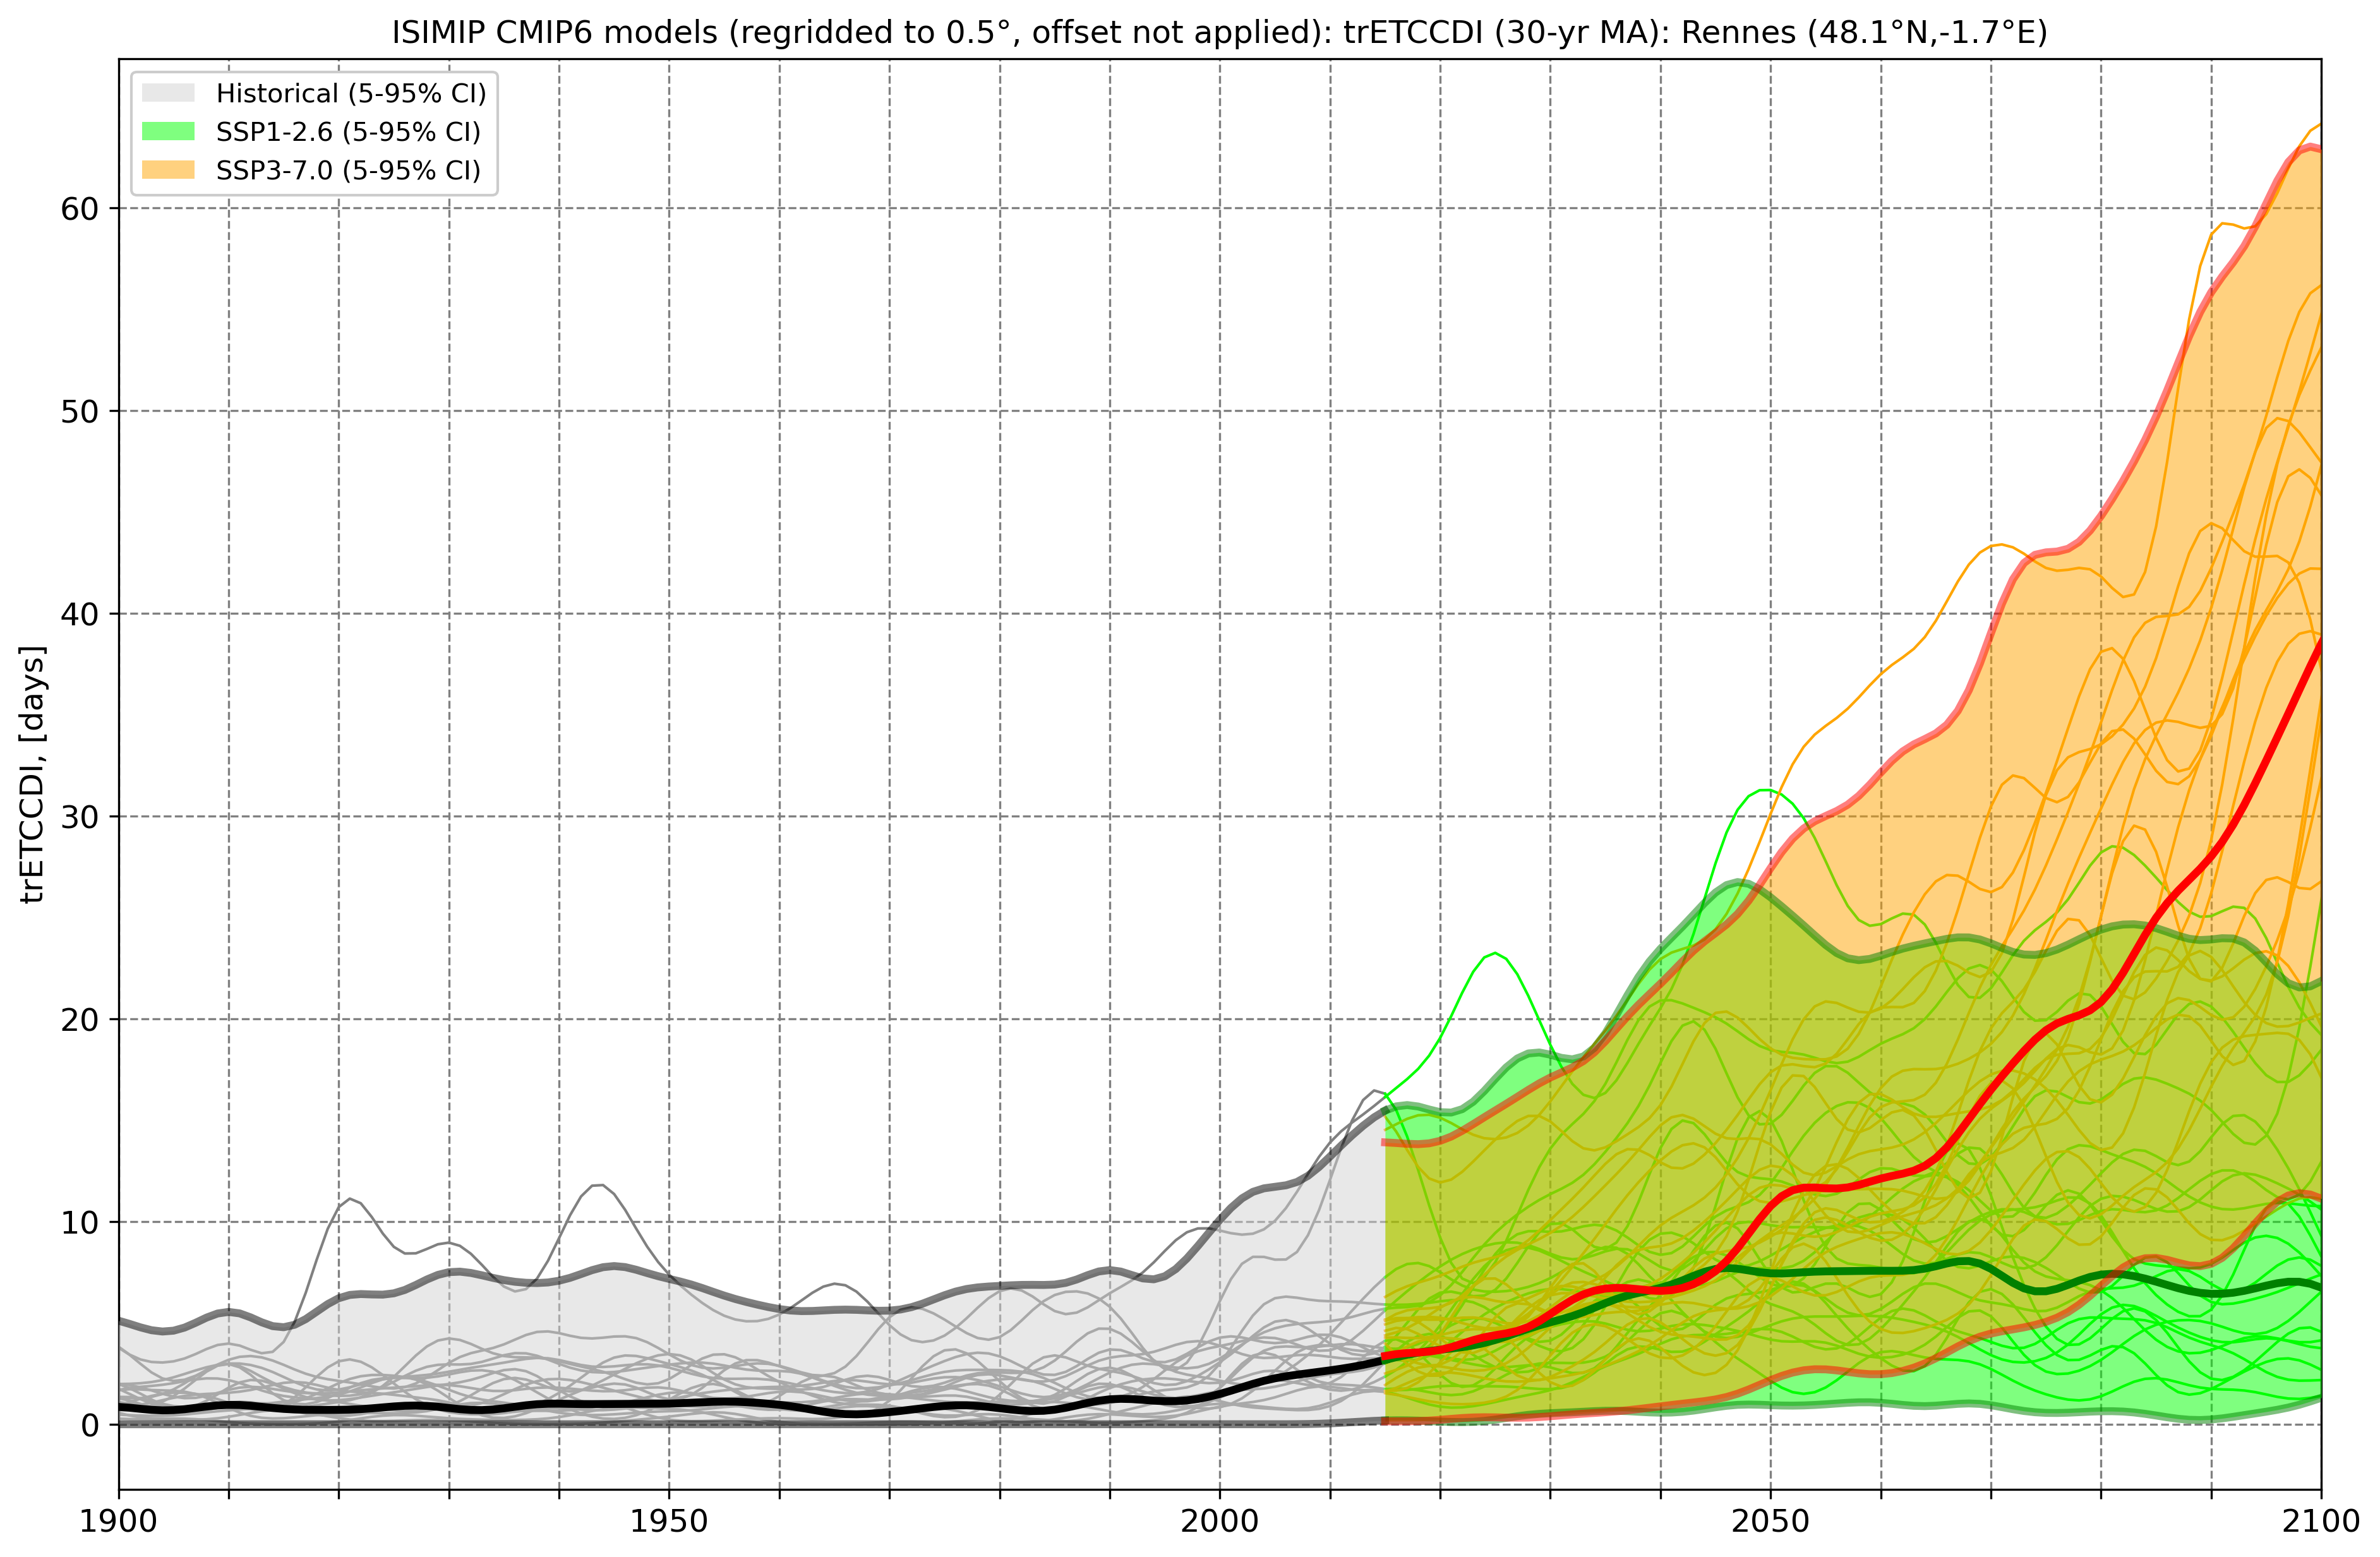 ISIMIP CMIP6 models (regridded to 0.5°, offset not applied): trETCCDI (30-yr MA): Rennes (48.1°N,-1.7°E)
Historical (5-95% CI)
SSP1-2.6 (5-95% CI)
SSP3-7.0 (5-95% CI)
trETCCDI, [days]
60
50
40
30
20
10
0
1900 1950 2000 2050 2100